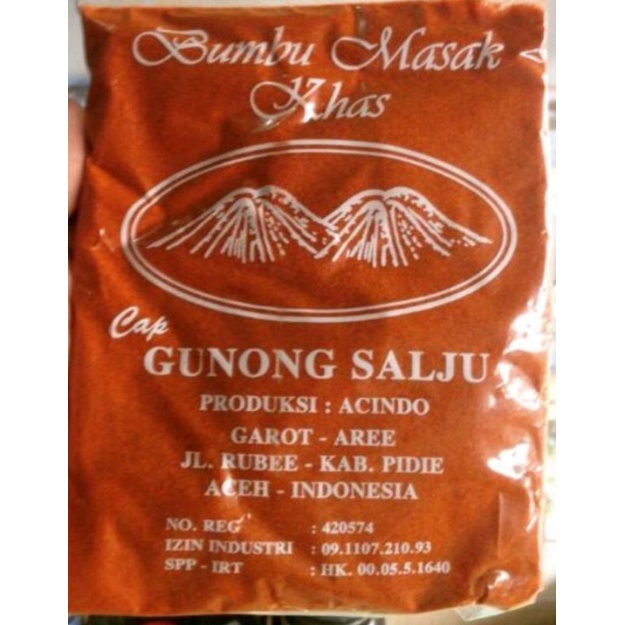 Bumbu Masak
Khas
Cap
GUNONG SALJU
PRODUKSI : ACINDO
GAROT - AREE
JL. RUBEE - KAB. PIDIE
ACEH - INDONESIA
NO. REG : 420574
IZIN INDUSTRI : 09.1107.210.93
SPP - IRT : HK. 00.05.5.1640